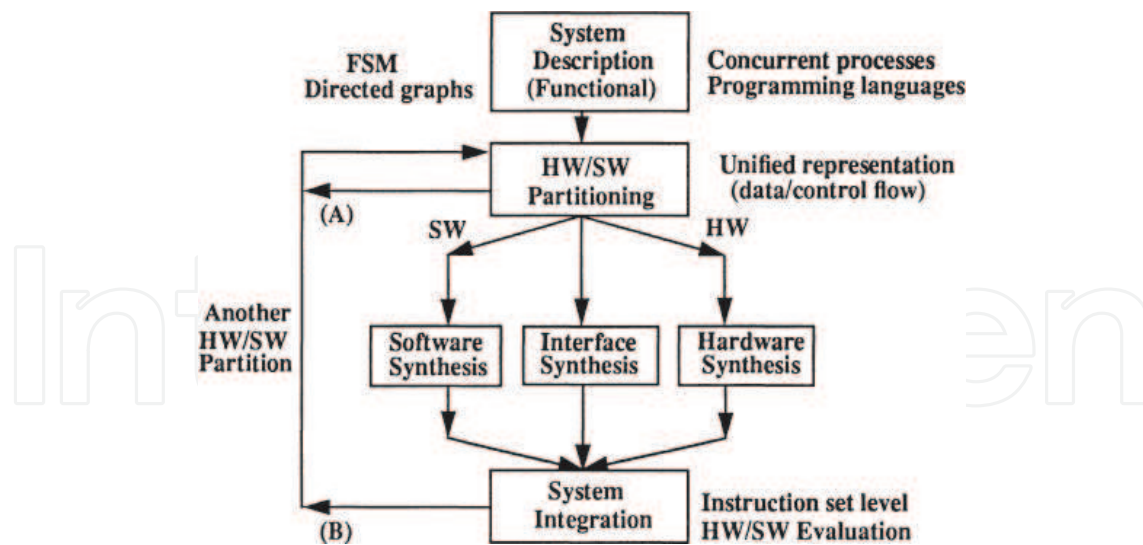 System
Description
(Functional)
FSM
Directed graphs
Concurrent processes
Programming languages
HW/SW
Partitioning
Unified representation
(data/control flow)
(A)
SW
HW
Another
HW/SW
Partition
Software
Synthesis
Interface
Synthesis
Hardware
Synthesis
System
Integration
Instruction set level
HW/SW Evaluation
(B)